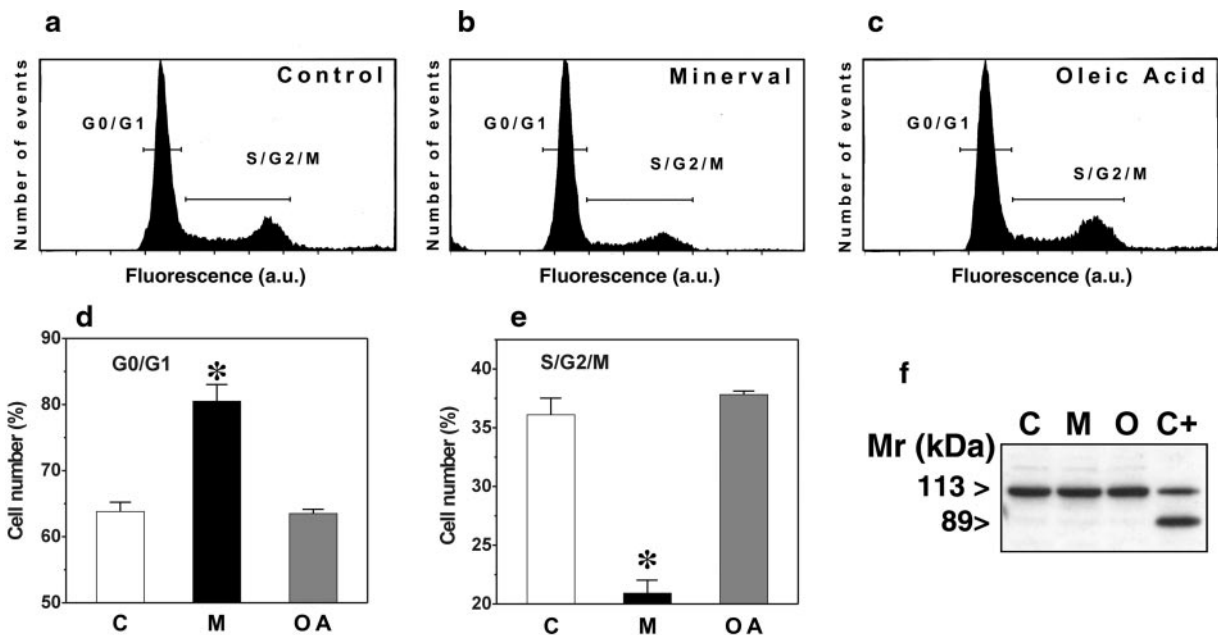 a
Number of events
Control
G0/G1
S/G2/M
Fluorescence (a.u.)
b
Number of events
Minerval
G0/G1
S/G2/M
Fluorescence (a.u.)
c
Number of events
Oleic Acid
G0/G1
S/G2/M
Fluorescence (a.u.)
d
Cell number (%)
90
80
70
60
50
G0/G1
*
C M OA
e
Cell number (%)
40
35
30
25
20
S/G2/M
*
C M OA
f
C M O C+
Mr (kDa)
113 >
89>